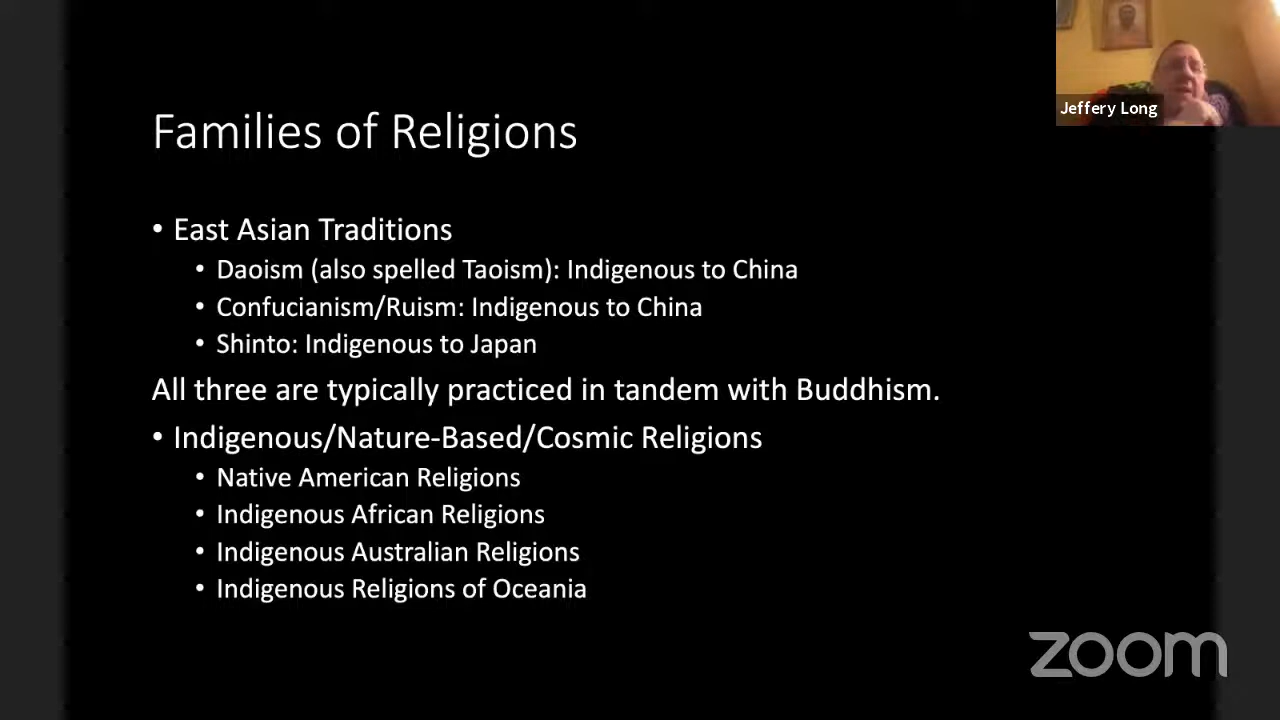 Jeffery Long
Families of Religions
• East Asian Traditions
• Daoism (also spelled Taoism): Indigenous to China
• Confucianism/Ruism: Indigenous to China
• Shinto: Indigenous to Japan
All three are typically practiced in tandem with Buddhism.
• Indigenous/Nature-Based/Cosmic Religions
• Native American Religions
• Indigenous African Religions
• Indigenous Australian Religions
• Indigenous Religions of Oceania
zoom